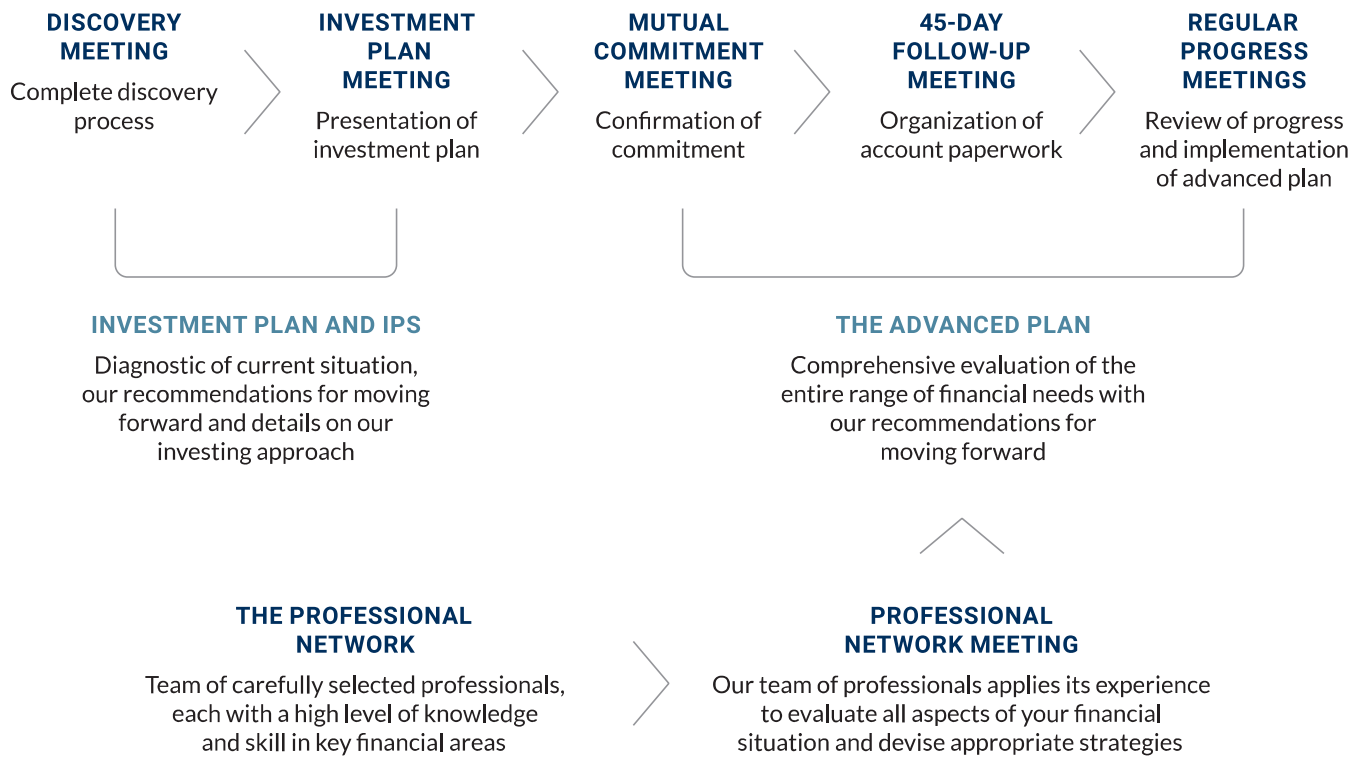 DISCOVERY
MEETING
Complete discovery
process
INVESTMENT
PLAN
MEETING
Presentation of
investment plan
MUTUAL
COMMITMENT
MEETING
Confirmation of
commitment
45-DAY
FOLLOW-UP
MEETING
Organization of
account paperwork
REGULAR
PROGRESS
MEETINGS
Review of progress
and implementation
of advanced plan
INVESTMENT PLAN AND IPS
Diagnostic of current situation,
our recommendations for moving
forward and details on our
investing approach
THE ADVANCED PLAN
Comprehensive evaluation of the
entire range of financial needs with
our recommendations for
moving forward
THE PROFESSIONAL
NETWORK
Team of carefully selected professionals,
each with a high level of knowledge
and skill in key financial areas
PROFESSIONAL
NETWORK MEETING
Our team of professionals applies its experience
to evaluate all aspects of your financial
situation and devise appropriate strategies